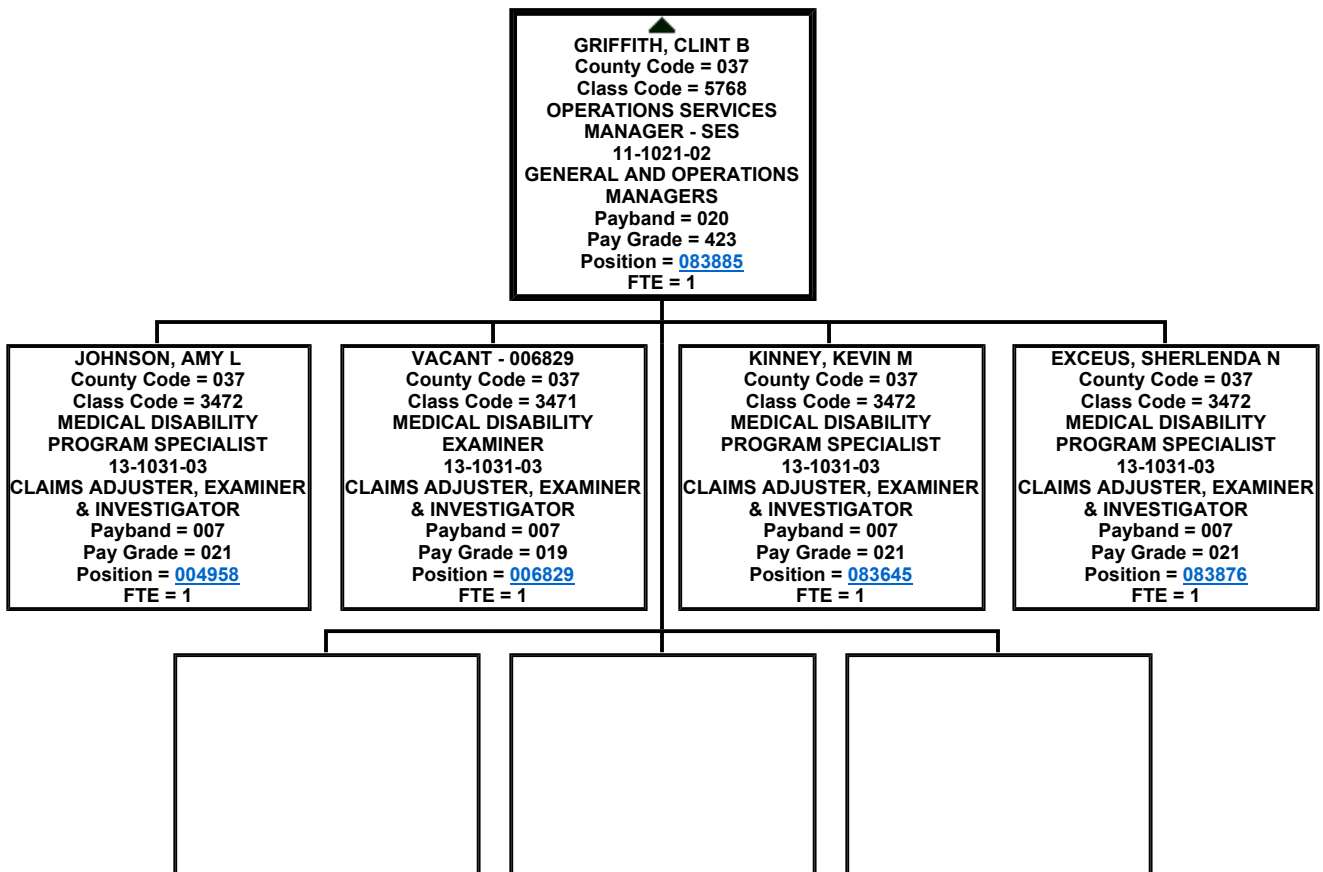 GRIFFITH, CLINT B
County Code = 037
Class Code = 5768
OPERATIONS SERVICES
MANAGER - SES
11-1021-02
GENERAL AND OPERATIONS
MANAGERS
Payband = 020
Pay Grade = 423
Position = 083885
FTE = 1
JOHNSON, AMY L
County Code = 037
Class Code = 3472
MEDICAL DISABILITY
PROGRAM SPECIALIST
13-1031-03
CLAIMS ADJUSTER, EXAMINER
& INVESTIGATOR
Payband = 007
Pay Grade = 021
Position = 004958
FTE = 1
VACANT - 006829
County Code = 037
Class Code = 3471
MEDICAL DISABILITY
EXAMINER
13-1031-03
CLAIMS ADJUSTER, EXAMINER
& INVESTIGATOR
Payband = 007
Pay Grade = 019
Position = 006829
FTE = 1
KINNEY, KEVIN M
County Code = 037
Class Code = 3472
MEDICAL DISABILITY
PROGRAM SPECIALIST
13-1031-03
CLAIMS ADJUSTER, EXAMINER
& INVESTIGATOR
Payband = 007
Pay Grade = 021
Position = 083645
FTE = 1
EXCEUS, SHERLENDA N
County Code = 037
Class Code = 3472
MEDICAL DISABILITY
PROGRAM SPECIALIST
13-1031-03
CLAIMS ADJUSTER, EXAMINER
& INVESTIGATOR
Payband = 007
Pay Grade = 021
Position = 083876
FTE = 1